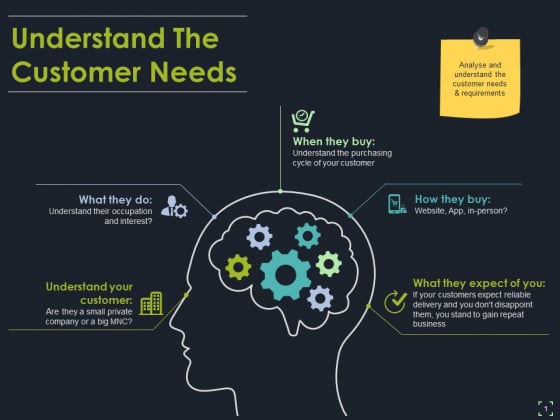 Understand The
Customer Needs
Analyse and
understand the
customer needs
& requirements
When they buy:
Understand the purchasing
cycle of your customer
What they do:
Understand their occupation
and interest?
How they buy:
Website, App, in-person?
Understand your
customer:
Are they a small private
company or a big MNC?
What they expect of you:
If your customers expect reliable
delivery and you don't disappoint
them, you stand to gain repeat
business
1